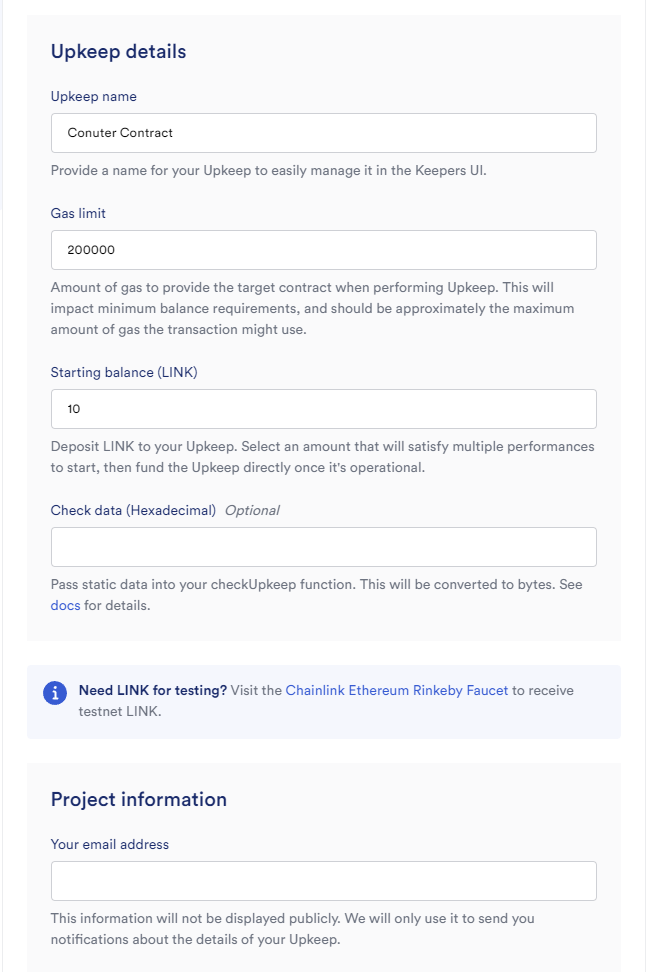 Upkeep details
Upkeep name
Conuter Contract
Provide a name for your Upkeep to easily manage it in the Keepers UI.
Gas limit
200000
Amount of gas to provide the target contract when performing Upkeep. This will
impact minimum balance requirements, and should be approximately the maximum
amount of gas the transaction might use.
Starting balance (LINK)
10
Deposit LINK to your Upkeep. Select an amount that will satisfy multiple performances
to start, then fund the Upkeep directly once it's operational.
Check data (Hexadecimal) Optional
Pass static data into your checkUpkeep function. This will be converted to bytes. See
docs for details.
Need LINK for testing? Visit the Chainlink Ethereum Rinkeby Faucet to receive
testnet LINK.
Project information
Your email address
This information will not be displayed publicly. We will only use it to send you
notifications about the details of your Upkeep.